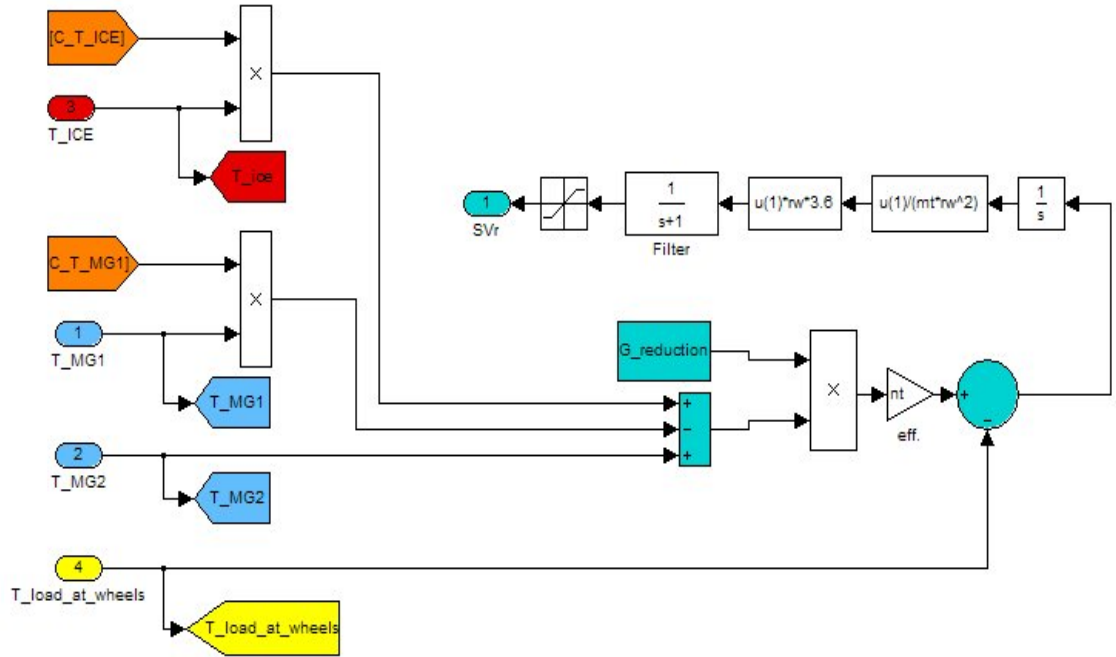 [C_T_ICE]
×
3
T_ICE
T_ice
1
SVr
1
s+1
Filter
u(1)*rw*3.6
u(1)/(mt*rw^2)
1
s
C_T_MG1]
×
1
T_MG1
T_MG1
G_reduction
×
nt
eff.
+
−
+
−
+
2
T_MG2
T_MG2
4
T_load_at_wheels
T_load_at_wheels